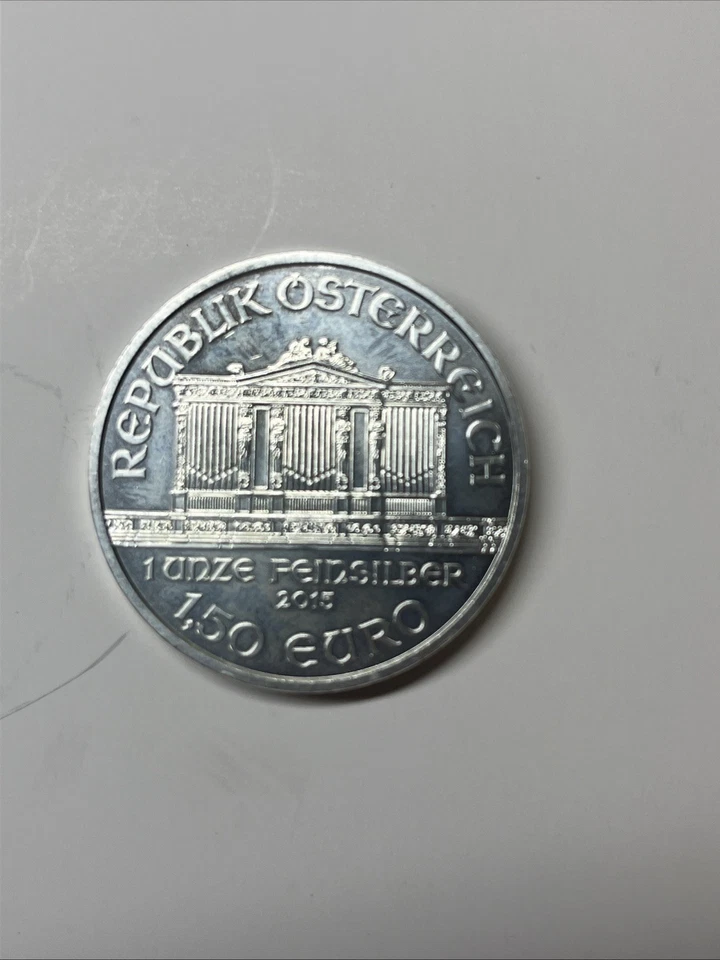 REPUBLIK ÖSTERREICH
1 UNZE FEINSILBER
2015
1,50 EURO